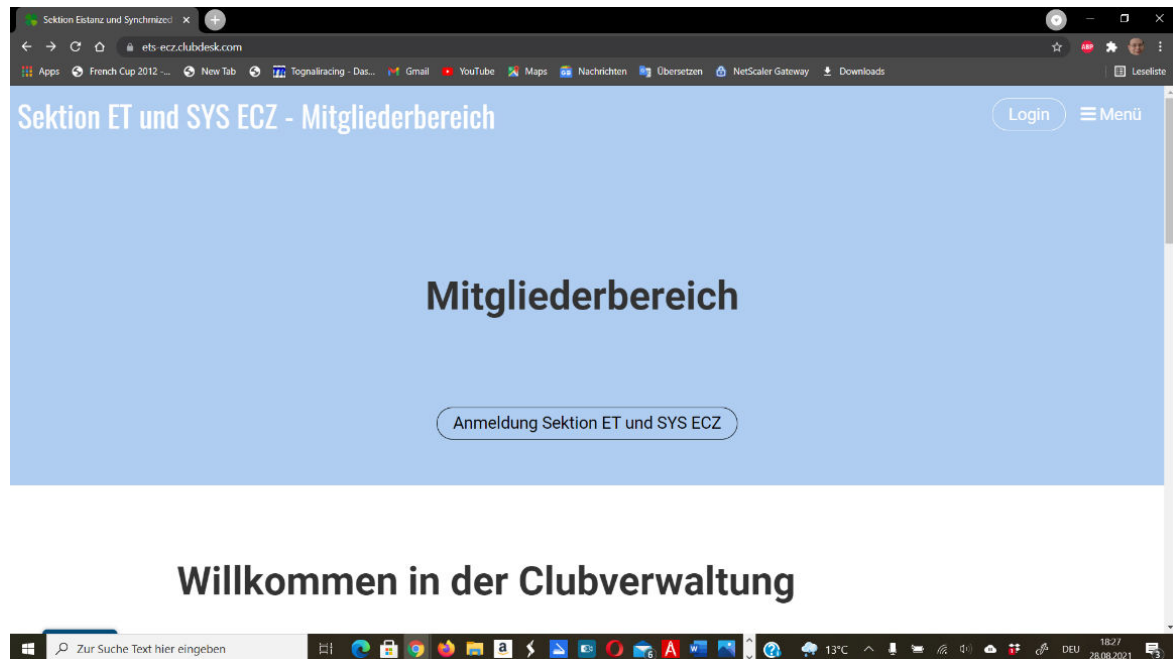 Sektion Eistanz und Synchrnized
ets-ecz.clubdesk.com
ABP
Apps French Cup 2012 -... New Tab Tognaliracing - Das... Gmail YouTube Maps Nachrichten Übersetzen NetScaler Gateway Downloads Leseliste
Sektion ET und SYS ECZ - Mitgliederbereich Login Menü
Mitgliederbereich
Anmeldung Sektion ET und SYS ECZ
Willkommen in der Clubverwaltung
Zur Suche Text hier eingeben 13°C DEU 18:27
28.08.2021